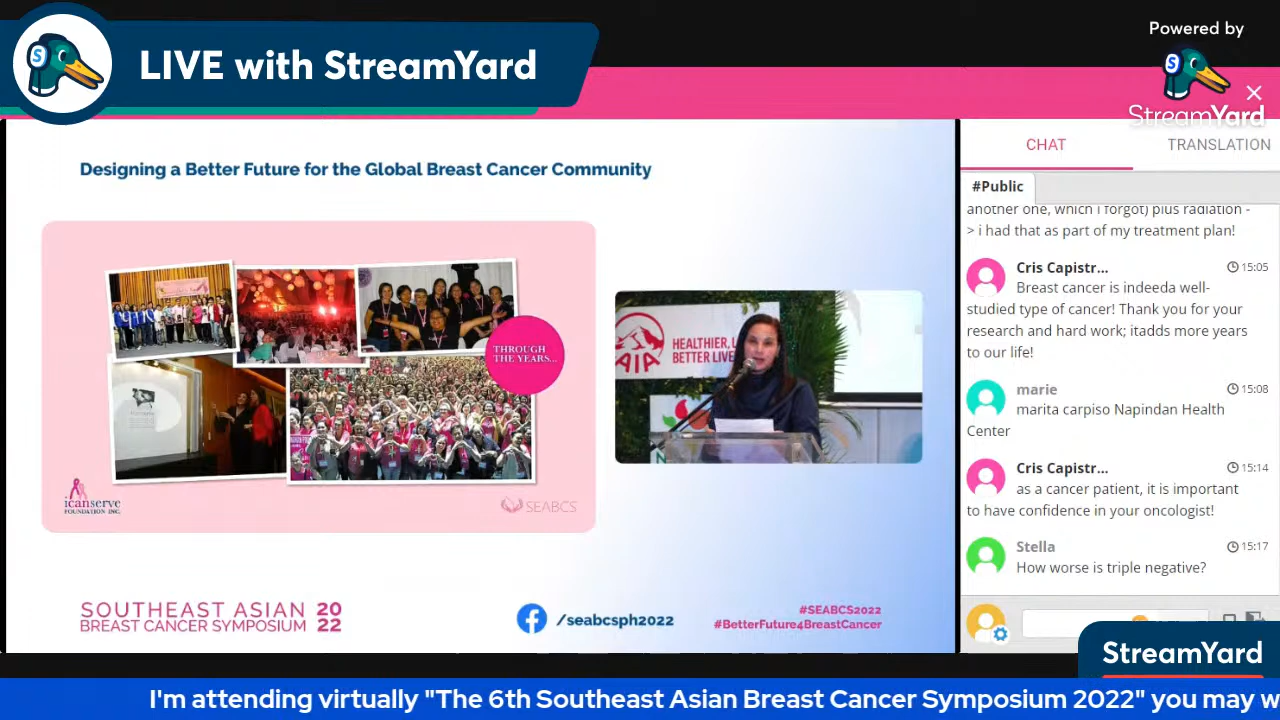 LIVE with StreamYard
Powered by
StreamYard
Designing a Better Future for the Global Breast Cancer Community
THROUGH
THE YEARS...
icanserve
FOUNDATION INC.
SEABCS
AIA
HEALTHIER,
BETTER LIVE
SOUTHEAST ASIAN 20
BREAST CANCER SYMPOSIUM 22
/seabcsph2022
#SEABCS2022
#BetterFuture4BreastCancer
CHAT
TRANSLATION
#Public
another one, which i forgot) plus radiation -
> i had that as part of my treatment plan!
Cris Capistr... 15:05
Breast cancer is indeeda well-
studied type of cancer! Thank you for your
research and hard work; itadds more years
to our life!
marie 15:08
marita carpiso Napindan Health
Center
Cris Capistr... 15:14
as a cancer patient, it is important
to have confidence in your oncologist!
Stella 15:17
How worse is triple negative?
StreamYard
I'm attending virtually "The 6th Southeast Asian Breast Cancer Symposium 2022" you may w